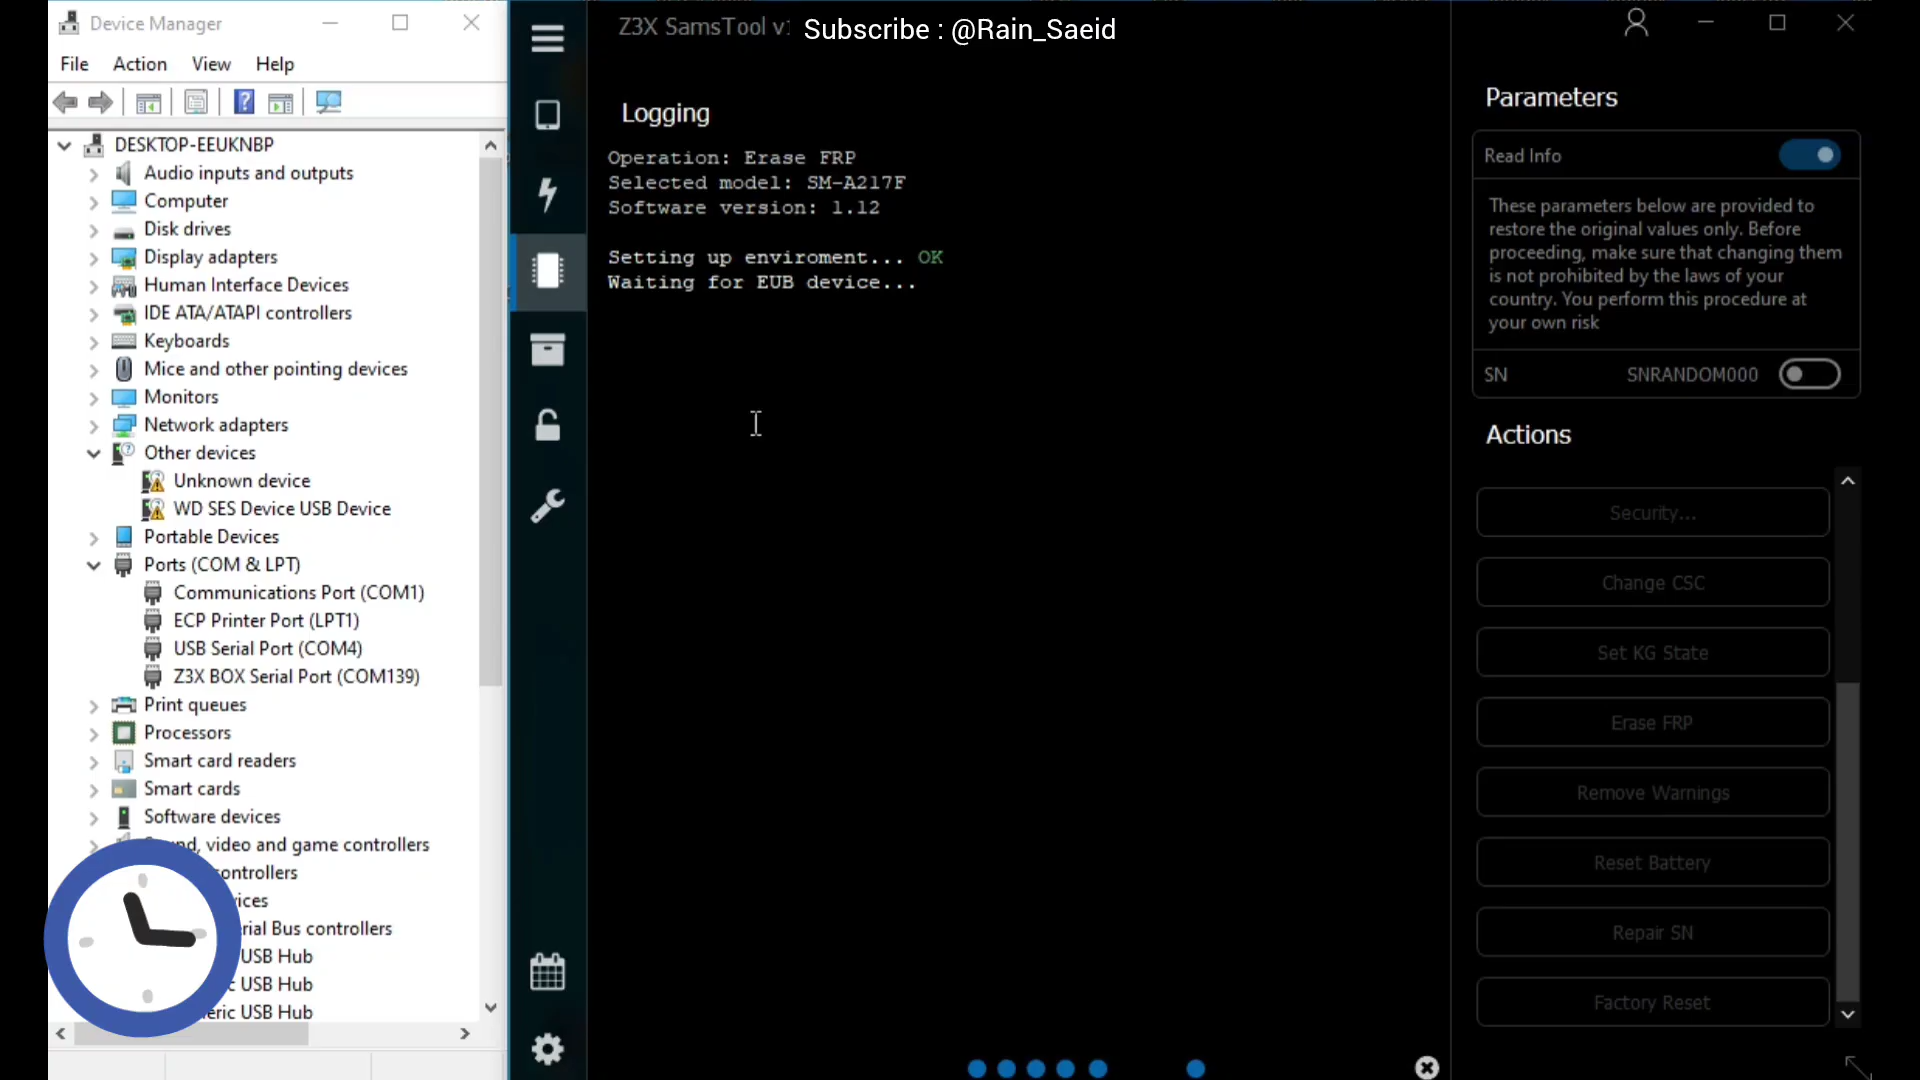 Device Manager
File Action View Help
DESKTOP-EEUKNBP
Audio inputs and outputs
Computer
Disk drives
Display adapters
Human Interface Devices
IDE ATA/ATAPI controllers
Keyboards
Mice and other pointing devices
Monitors
Network adapters
Other devices
Unknown device
WD SES Device USB Device
Portable Devices
Ports (COM & LPT)
Communications Port (COM1)
ECP Printer Port (LPT1)
USB Serial Port (COM4)
Z3X BOX Serial Port (COM139)
Print queues
Processors
Smart card readers
Smart cards
Software devices
video and game controllers
controllers
Bus controllers
USB Hub
USB Hub
USB Hub
Z3X SamsTool
Subscribe : @Rain_Saeid
Logging
Operation: Erase FRP
Selected model: SM-A217F
Software version: 1.12
Setting up enviroment... OK
Waiting for EUB device...
Parameters
Read Info
These parameters below are provided to
restore the original values only. Before
proceeding, make sure that changing them
is not prohibited by the laws of your
country. You perform this procedure at
your own risk
SN SNRANDOM000
Actions
Security...
Change CSC
Set KG State
Erase FRP
Remove Warnings
Reset Battery
Repair SN
Factory Reset